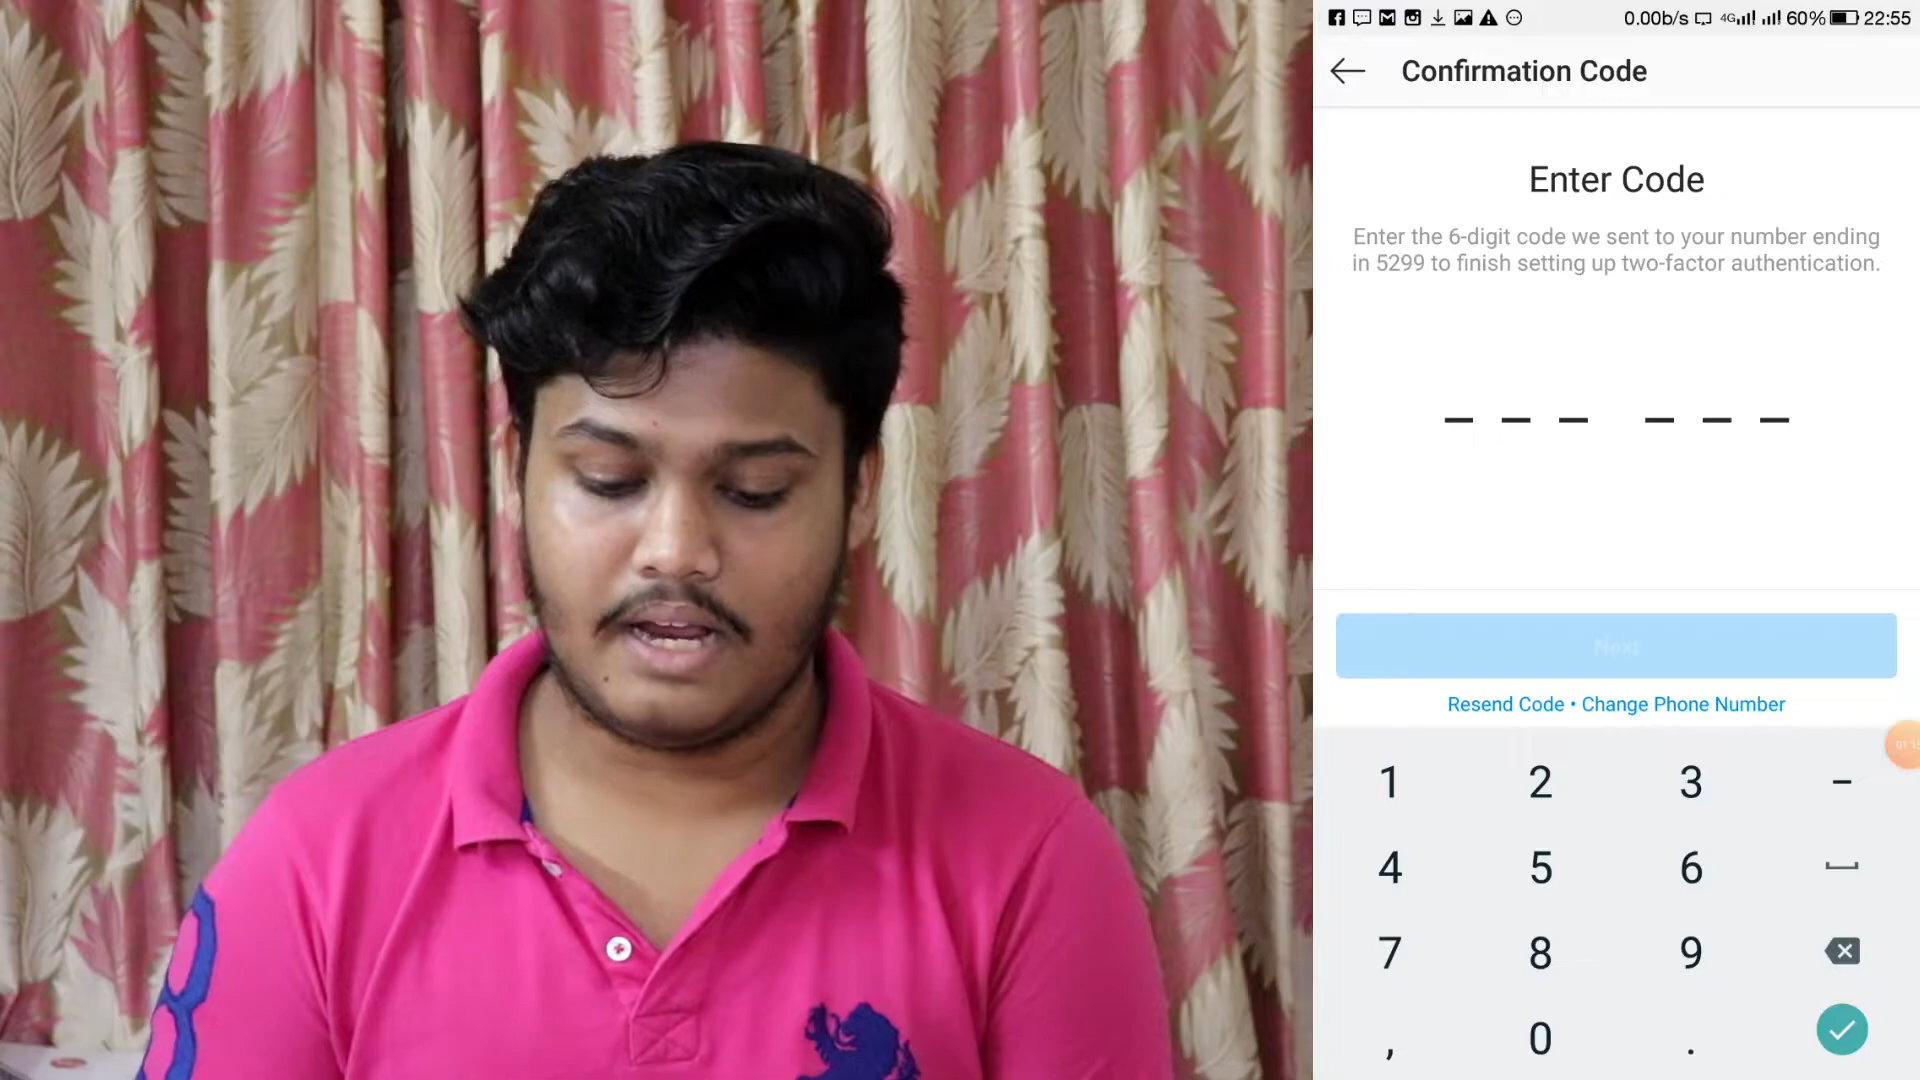 0.00b/s 4G 60% 22:55
Confirmation Code
Enter Code
Enter the 6-digit code we sent to your number ending
in 5299 to finish setting up two-factor authentication.
Next
Resend Code • Change Phone Number
1 2 3 -
4 5 6
7 8 9
, 0 .